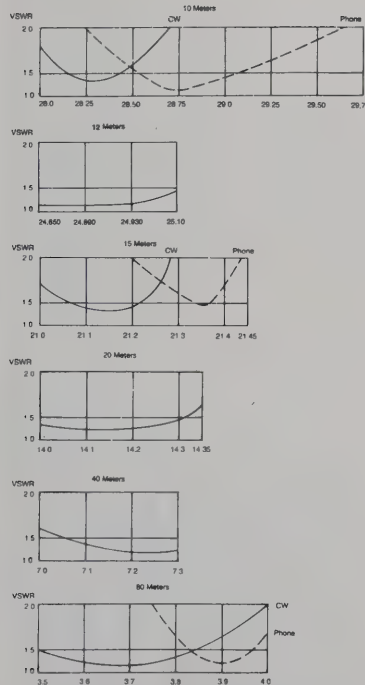 10 Meters
VSWR CW Phone
2.0
1.5
1.0
28.0 28.25 28.50 28.75 29.0 29.25 29.50 29.7
12 Meters
VSWR
2.0
1.5
1.0
24.850 24.890 24.930 25.10
15 Meters
VSWR CW Phone
2.0
1.5
1.0
21.0 21.1 21.2 21.3 21.4 21.45
20 Meters
VSWR
2.0
1.5
1.0
14.0 14.1 14.2 14.3 14.35
40 Meters
VSWR
2.0
1.5
1.0
7.0 7.1 7.2 7.3
80 Meters
VSWR
2.0 CW
Phone
1.5
1.0
3.5 3.6 3.7 3.8 3.9 4.0